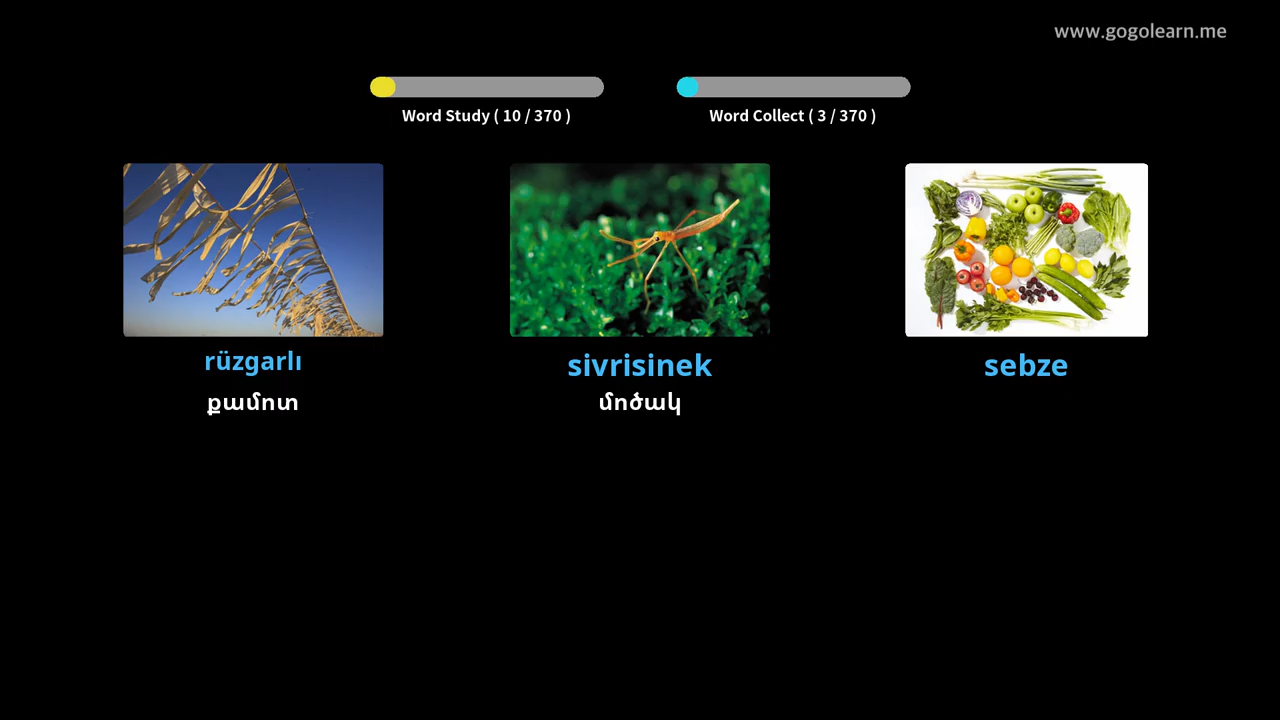 www.gogolearn.me
Word Study ( 10 / 370 )
Word Collect ( 3 / 370 )
rüzgarlı
քամոտ
sivrisinek
մոծակ
sebze